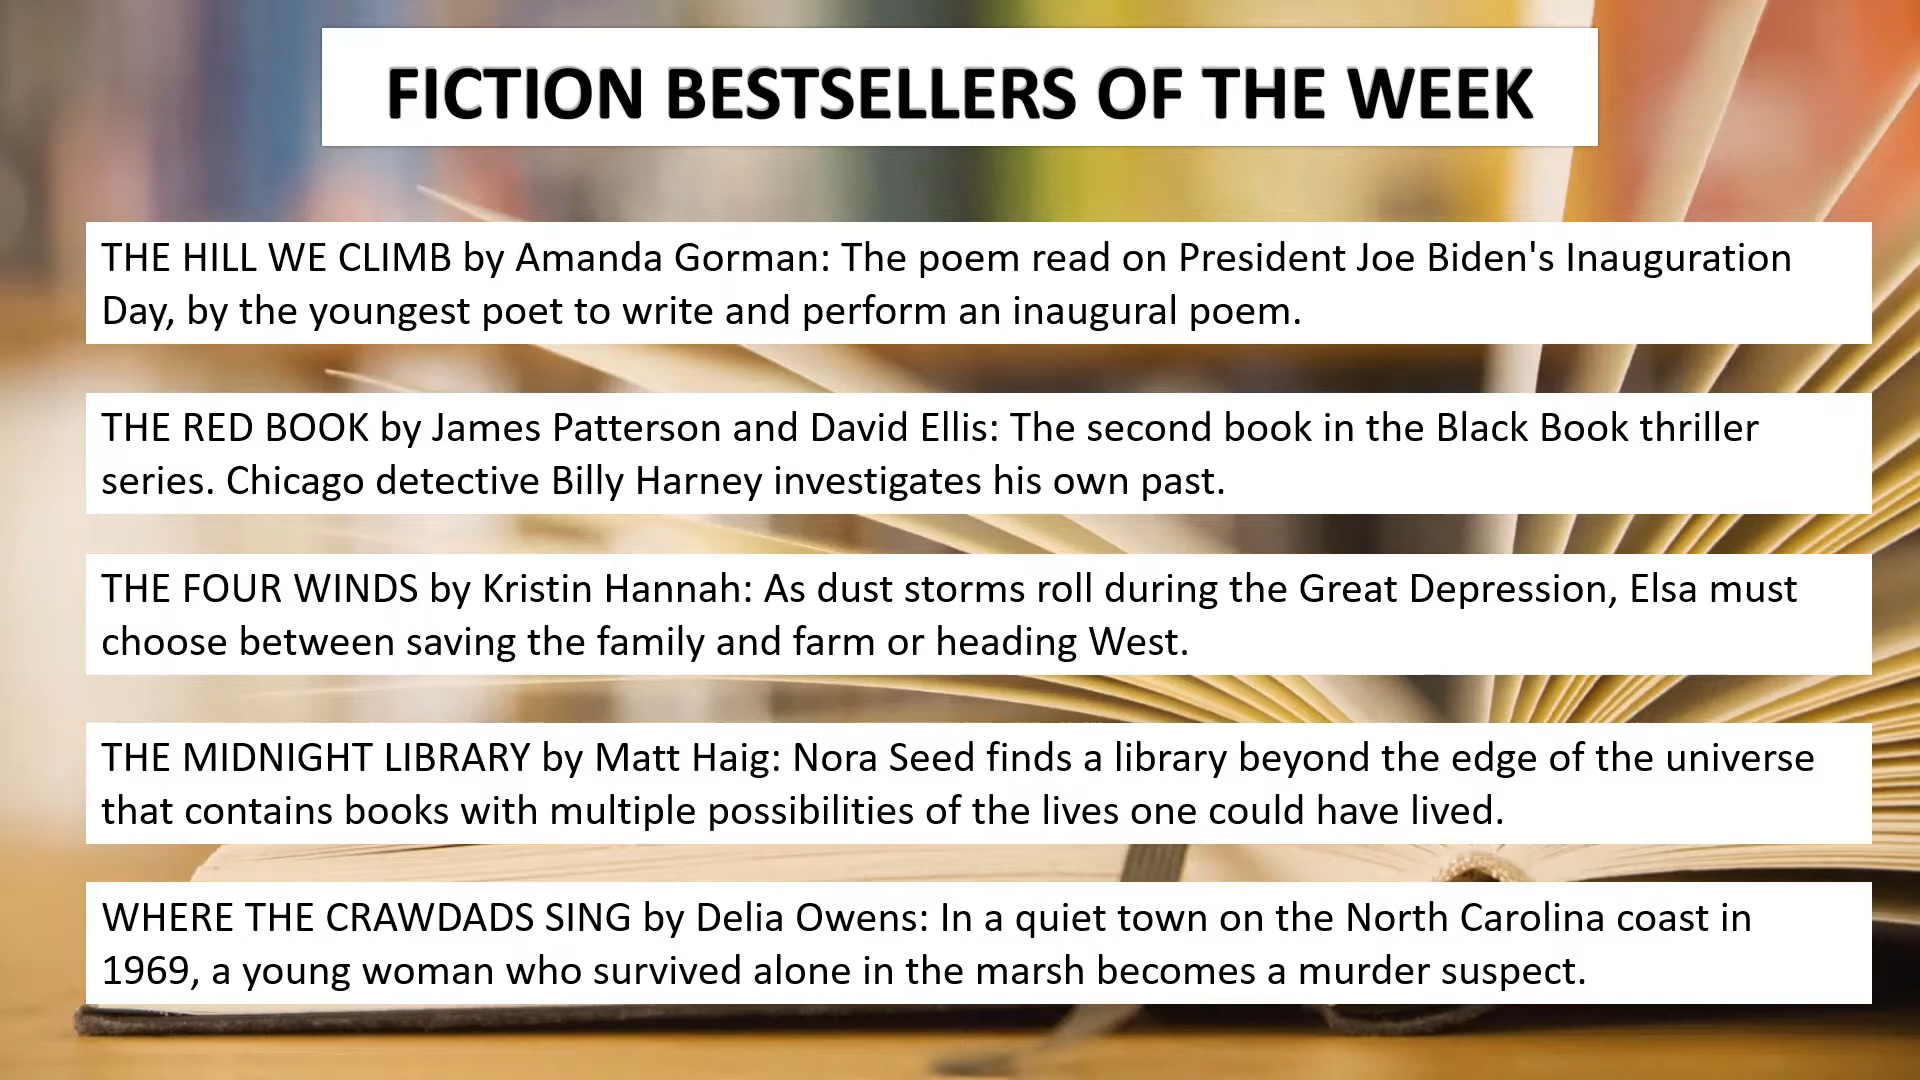 FICTION BESTSELLERS OF THE WEEK
THE HILL WE CLIMB by Amanda Gorman: The poem read on President Joe Biden's Inauguration
Day, by the youngest poet to write and perform an inaugural poem.
THE RED BOOK by James Patterson and David Ellis: The second book in the Black Book thriller
series. Chicago detective Billy Harney investigates his own past.
THE FOUR WINDS by Kristin Hannah: As dust storms roll during the Great Depression, Elsa must
choose between saving the family and farm or heading West.
THE MIDNIGHT LIBRARY by Matt Haig: Nora Seed finds a library beyond the edge of the universe
that contains books with multiple possibilities of the lives one could have lived.
WHERE THE CRAWDADS SING by Delia Owens: In a quiet town on the North Carolina coast in
1969, a young woman who survived alone in the marsh becomes a murder suspect.